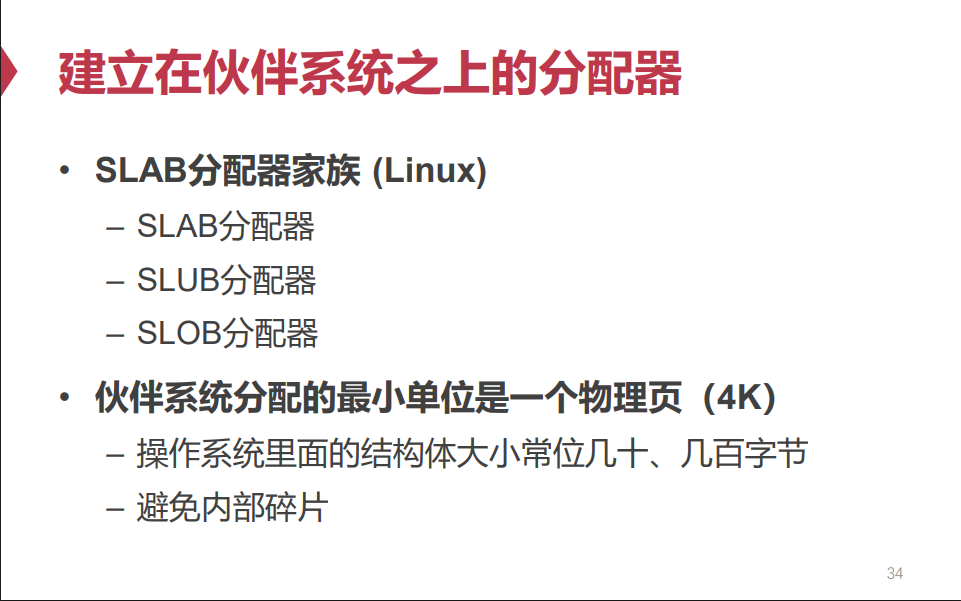 建立在伙伴系统之上的分配器
• SLAB分配器家族 (Linux)
– SLAB分配器
– SLUB分配器
– SLOB分配器
• 伙伴系统分配的最小单位是一个物理页（4K）
– 操作系统里面的结构体大小常位几十、几百字节
– 避免内部碎片
34